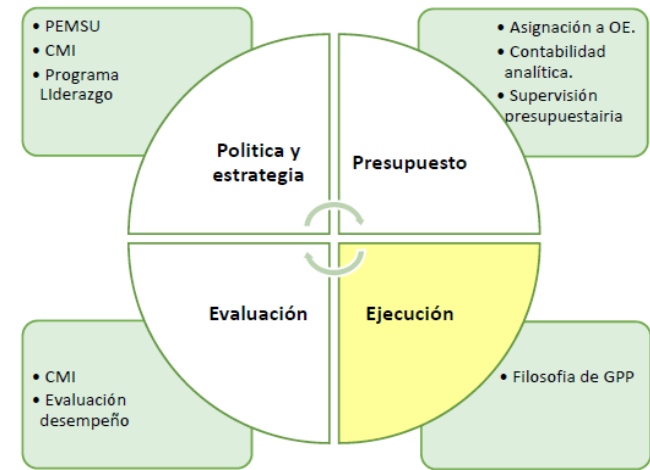 • PEMSU
• CMI
• Programa
LIderazgo
• Asignación a OE.
• Contabilidad
analítica.
• Supervisión
presupuestairia
Politica y
estrategia
Presupuesto
Evaluación
Ejecución
• CMI
• Evaluación
desempeño
• Filosofia de GPP